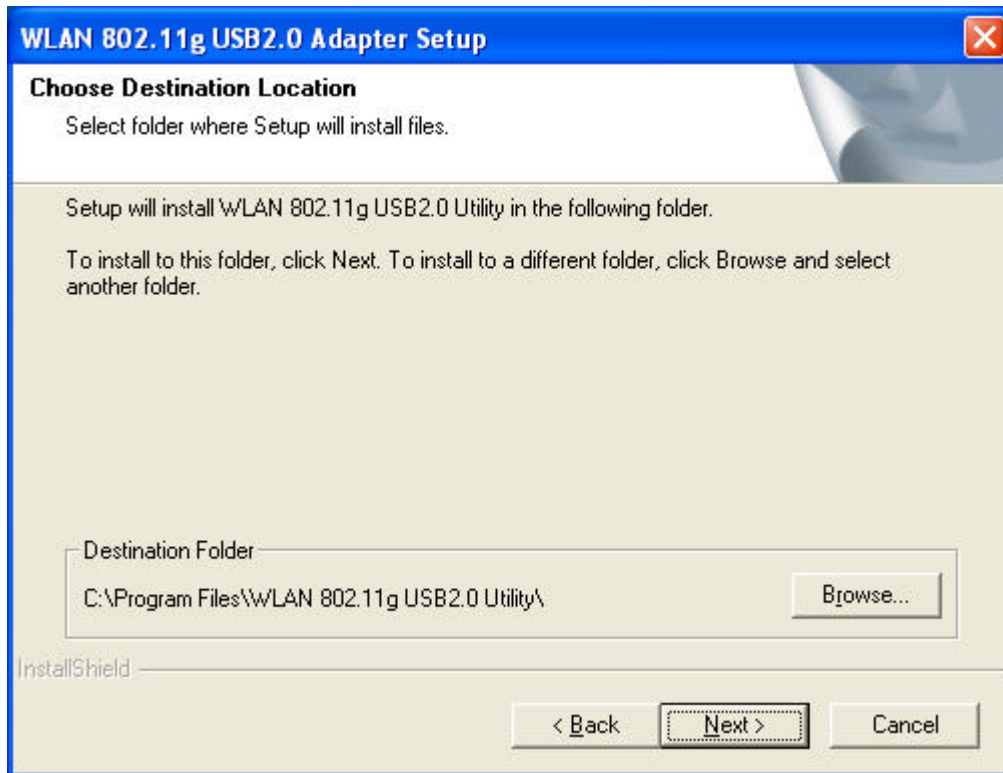 WLAN 802.11g USB2.0 Adapter Setup
Choose Destination Location
Select folder where Setup will install files.
Setup will install WLAN 802.11g USB2.0 Utility in the following folder.
To install to this folder, click Next. To install to a different folder, click Browse and select
another folder.
Destination Folder
C:\Program Files\WLAN 802.11g USB2.0 Utility\
Browse...
InstallShield
< Back
Next >
Cancel